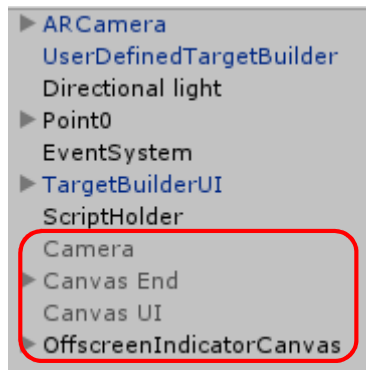 ARCamera
UserDefinedTargetBuilder
Directional light
Point0
EventSystem
TargetBuilderUI
ScriptHolder
Camera
Canvas End
Canvas UI
OffscreenIndicatorCanvas